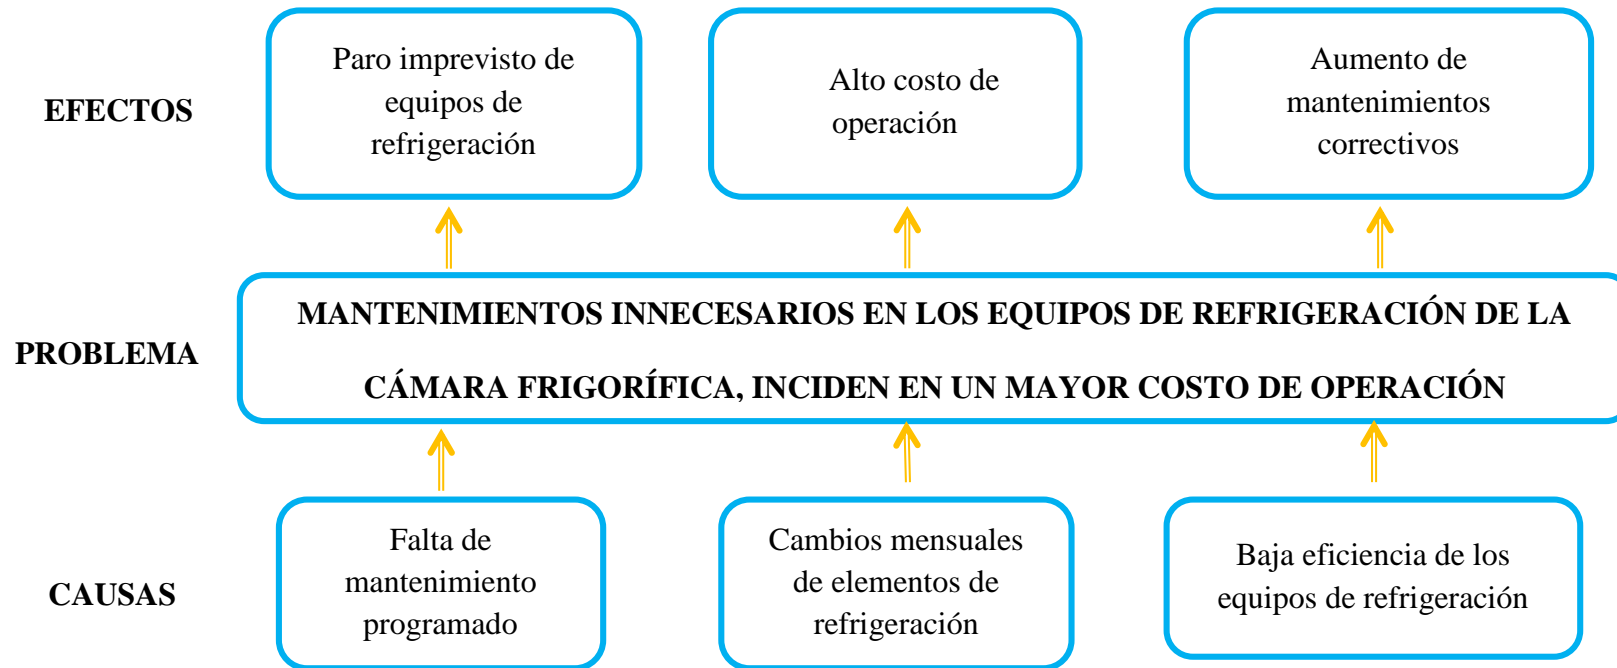 EFECTOS
Paro imprevisto de
equipos de
refrigeración
Alto costo de
operación
Aumento de
mantenimientos
correctivos
PROBLEMA
MANTENIMIENTOS INNECESARIOS EN LOS EQUIPOS DE REFRIGERACIÓN DE LA
CÁMARA FRIGORÍFICA, INCIDEN EN UN MAYOR COSTO DE OPERACIÓN
CAUSAS
Falta de
mantenimiento
programado
Cambios mensuales
de elementos de
refrigeración
Baja eficiencia de los
equipos de refrigeración